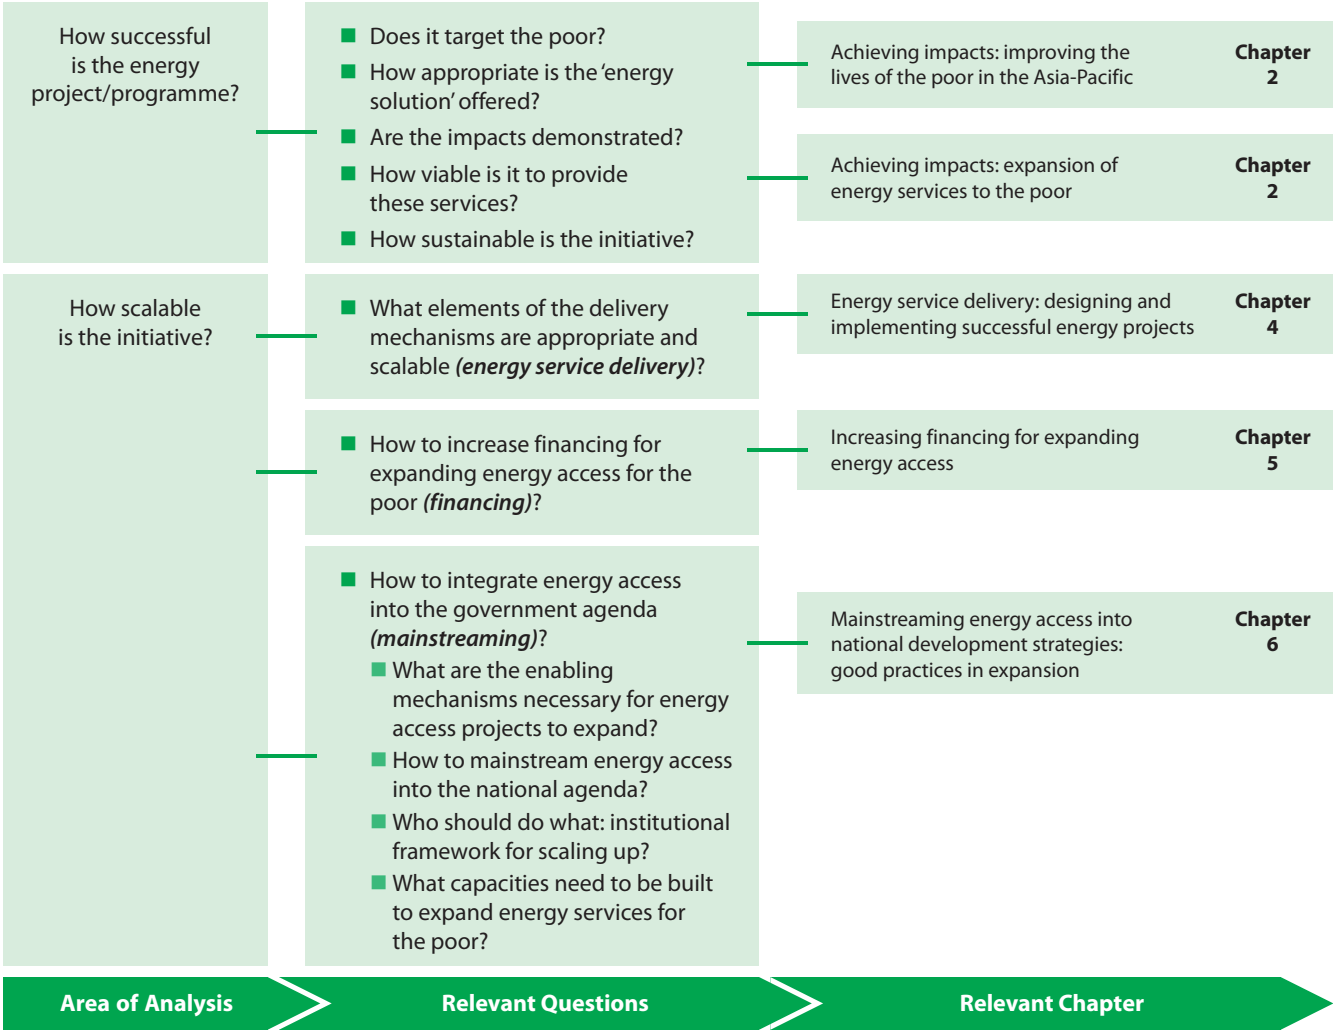 How successful
is the energy
project/programme?
Does it target the poor?
How appropriate is the ‘energy
solution’ offered?
Are the impacts demonstrated?
How viable is it to provide
these services?
How sustainable is the initiative?
Achieving impacts: improving the
lives of the poor in the Asia-Pacific
Chapter
2
Achieving impacts: expansion of
energy services to the poor
Chapter
2
How scalable
is the initiative?
What elements of the delivery
mechanisms are appropriate and
scalable (energy service delivery)?
Energy service delivery: designing and
implementing successful energy projects
Chapter
4
How to increase financing for
expanding energy access for the
poor (financing)?
Increasing financing for expanding
energy access
Chapter
5
How to integrate energy access
into the government agenda
(mainstreaming)?
What are the enabling
mechanisms necessary for energy
access projects to expand?
How to mainstream energy access
into the national agenda?
Who should do what: institutional
framework for scaling up?
What capacities need to be built
to expand energy services for
the poor?
Mainstreaming energy access into
national development strategies:
good practices in expansion
Chapter
6
Area of Analysis
Relevant Questions
Relevant Chapter